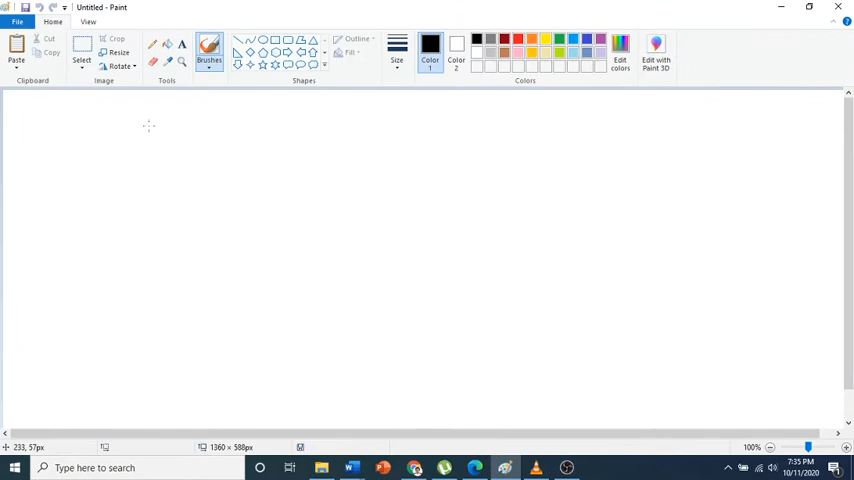 Untitled - Paint
File Home View
Paste
Cut
Copy
Clipboard
Select
Crop
Resize
Rotate
Image
A
Tools
Brushes
Shapes
Outline
Fill
Size
Color 1
Color 2
Colors
Edit colors
Edit with Paint 3D
233, 57px
1360 × 588px
100%
Type here to search
7:35 PM
10/11/2020